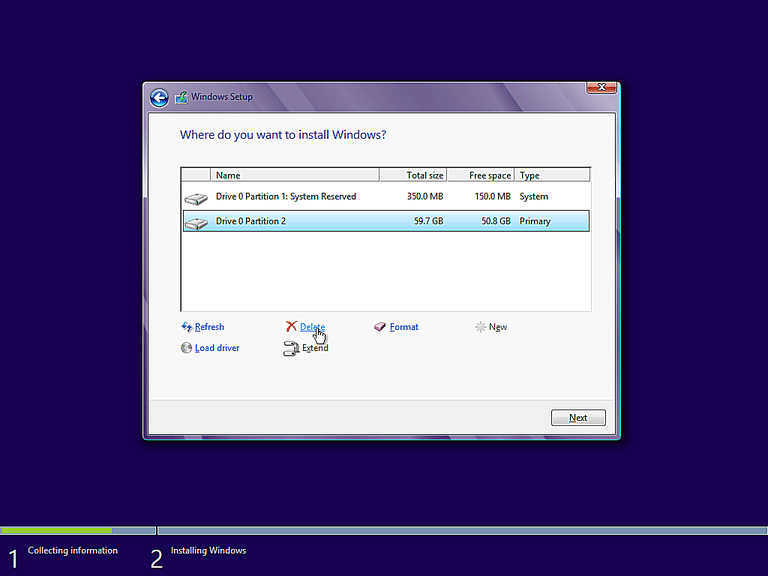 Windows Setup
Where do you want to install Windows?
Name Total size Free space Type
Drive 0 Partition 1: System Reserved 350.0 MB 150.0 MB System
Drive 0 Partition 2 59.7 GB 50.8 GB Primary
Refresh Delete Format New
Load driver Extend
Next
1 Collecting information 2 Installing Windows